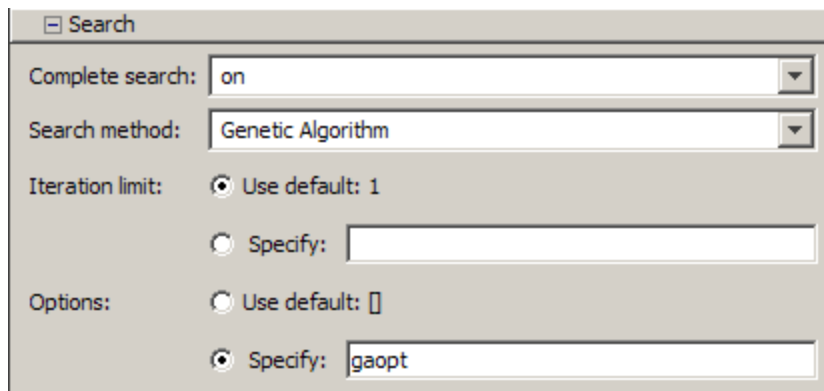 Search
Complete search: on
Search method: Genetic Algorithm
Iteration limit: Use default: 1
Specify:
Options: Use default: []
Specify: gaopt